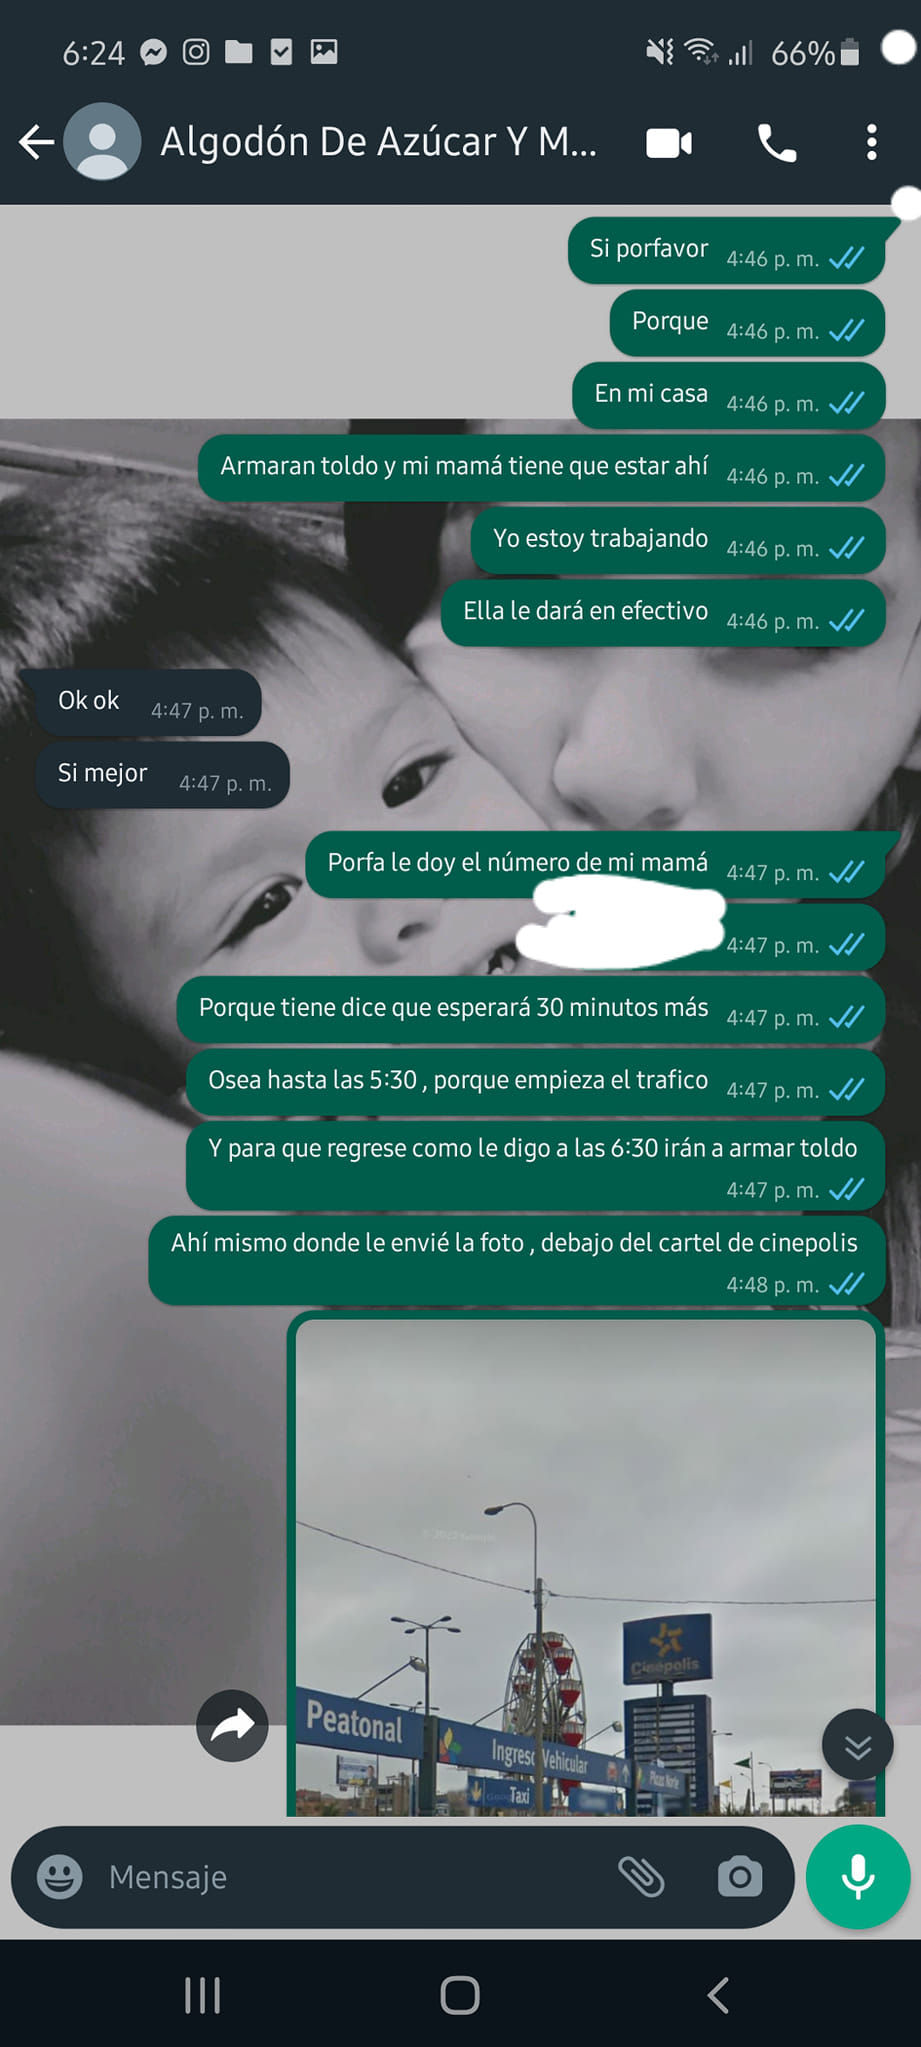 6:24
66%
Algodón De Azúcar Y M...
Si porfavor 4:46 p. m.
Porque 4:46 p. m.
En mi casa 4:46 p. m.
Armaran toldo y mi mamá tiene que estar ahí 4:46 p. m.
Yo estoy trabajando 4:46 p. m.
Ella le dará en efectivo 4:46 p. m.
Ok ok 4:47 p. m.
Si mejor 4:47 p. m.
Porfa le doy el número de mi mamá 4:47 p. m.
4:47 p. m.
Porque tiene dice que esperará 30 minutos más 4:47 p. m.
Osea hasta las 5:30 , porque empieza el trafico 4:47 p. m.
Y para que regrese como le digo a las 6:30 irán a armar toldo
4:47 p. m.
Ahí mismo donde le envié la foto , debajo del cartel de cinepolis
4:48 p. m.
Cinépolis
Peatonal
Ingreso Vehicular
Plaza Norte
Taxi
Mensaje